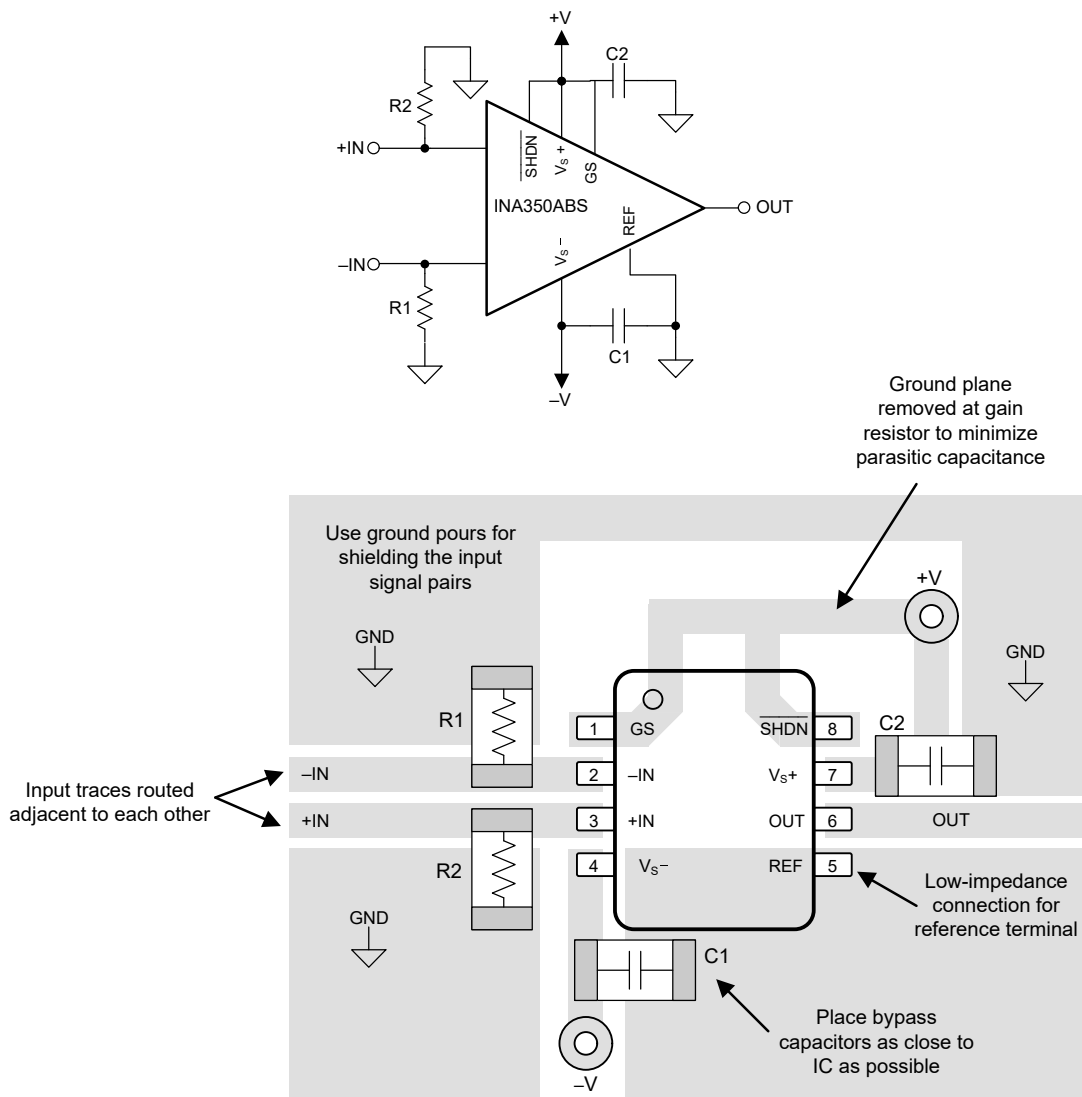 +V
C2
R2
+IN
SHDN
VS +
GS
INA350ABS
OUT
REF
VS –
–IN
R1
C1
–V
Ground plane
removed at gain
resistor to minimize
parasitic capacitance
Use ground pours for
shielding the input
signal pairs
+V
GND
GND
R1
C2
1 GS
SHDN 8
–IN
2 –IN
VS+ 7
Input traces routed
adjacent to each other
+IN
3 +IN
OUT 6
OUT
R2
4 VS–
REF 5
GND
Low-impedance
connection for
reference terminal
C1
Place bypass
capacitors as close to
IC as possible
–V